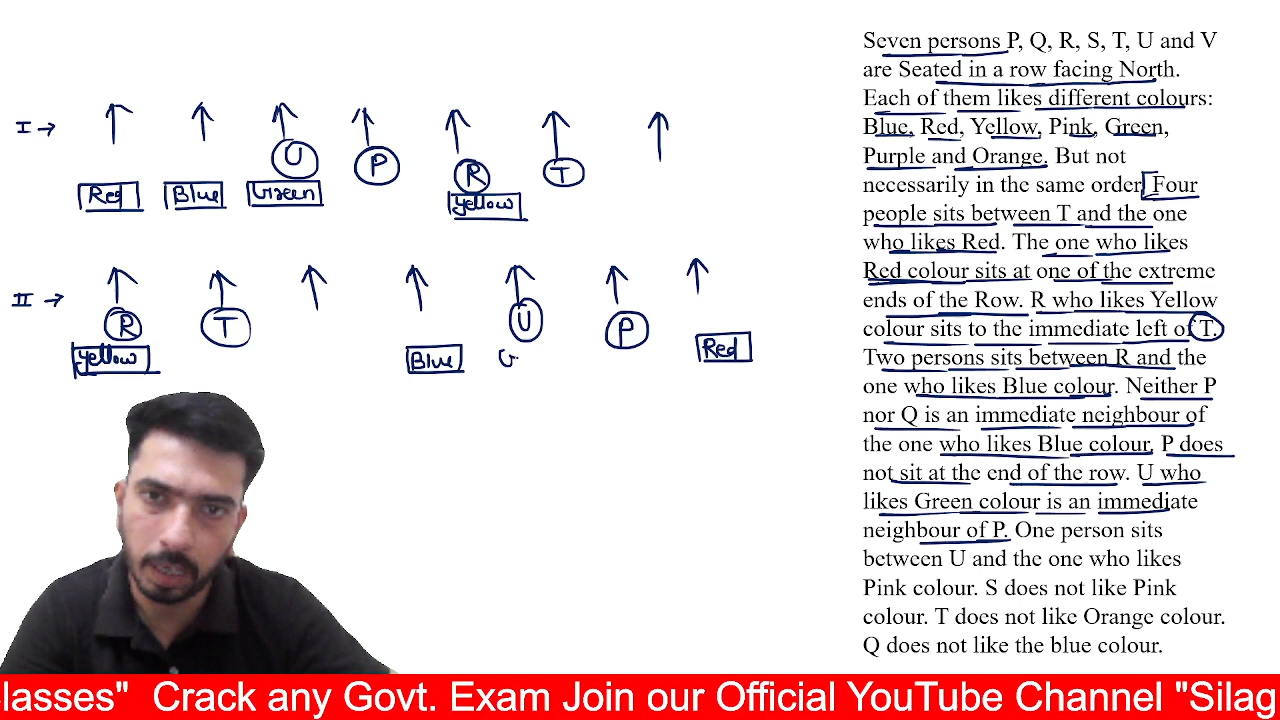 I →
U
P
R
T
Red
Blue
Green
Yellow
II →
R
T
U
P
Yellow
Blue
G
Red
Seven persons P, Q, R, S, T, U and V
are Seated in a row facing North.
Each of them likes different colours:
Blue, Red, Yellow, Pink, Green,
Purple and Orange. But not
necessarily in the same order. Four
people sits between T and the one
who likes Red. The one who likes
Red colour sits at one of the extreme
ends of the Row. R who likes Yellow
colour sits to the immediate left of T.
Two persons sits between R and the
one who likes Blue colour. Neither P
nor Q is an immediate neighbour of
the one who likes Blue colour, P does
not sit at the end of the row. U who
likes Green colour is an immediate
neighbour of P. One person sits
between U and the one who likes
Pink colour. S does not like Pink
colour. T does not like Orange colour.
Q does not like the blue colour.
lasses" Crack any Govt. Exam Join our Official YouTube Channel "Silag